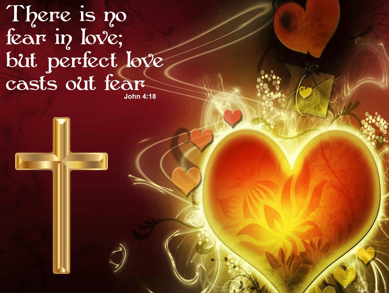 There is no
fear in love;
but perfect love
casts out fear
John 4:18